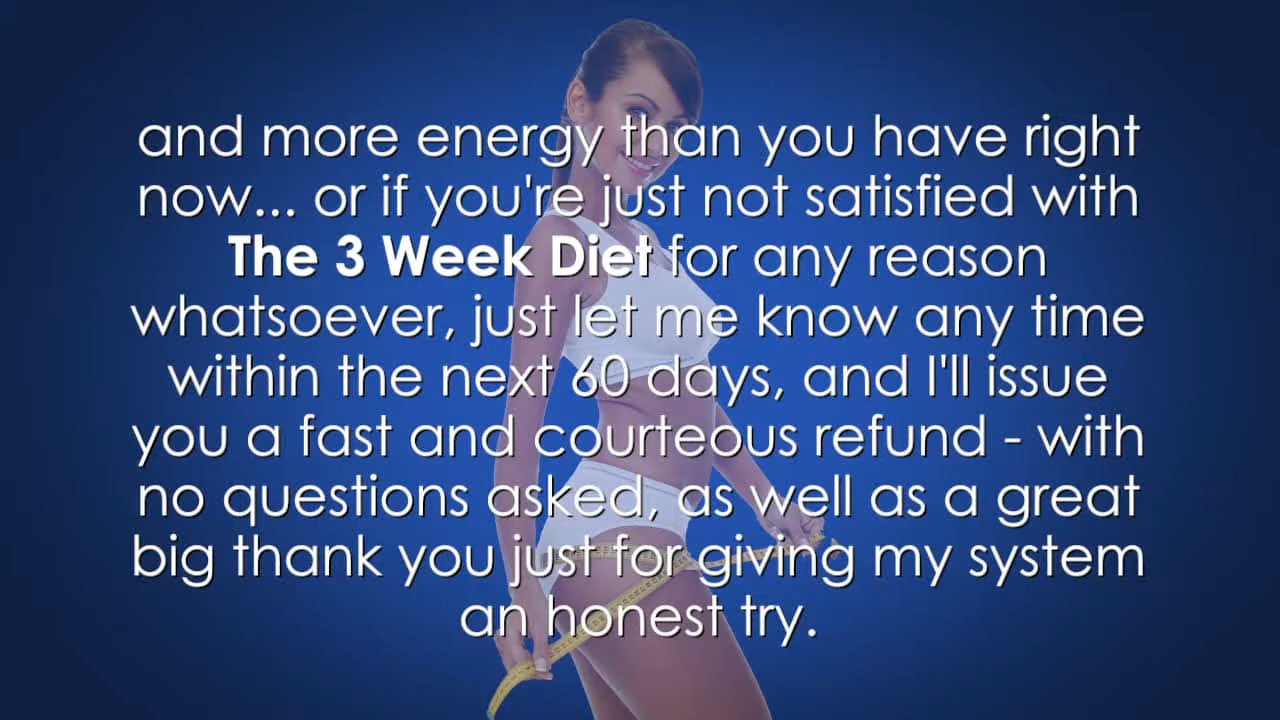 and more energy than you have right
now... or if you're just not satisfied with
The 3 Week Diet for any reason
whatsoever, just let me know any time
within the next 60 days, and I'll issue
you a fast and courteous refund - with
no questions asked, as well as a great
big thank you just for giving my system
an honest try.